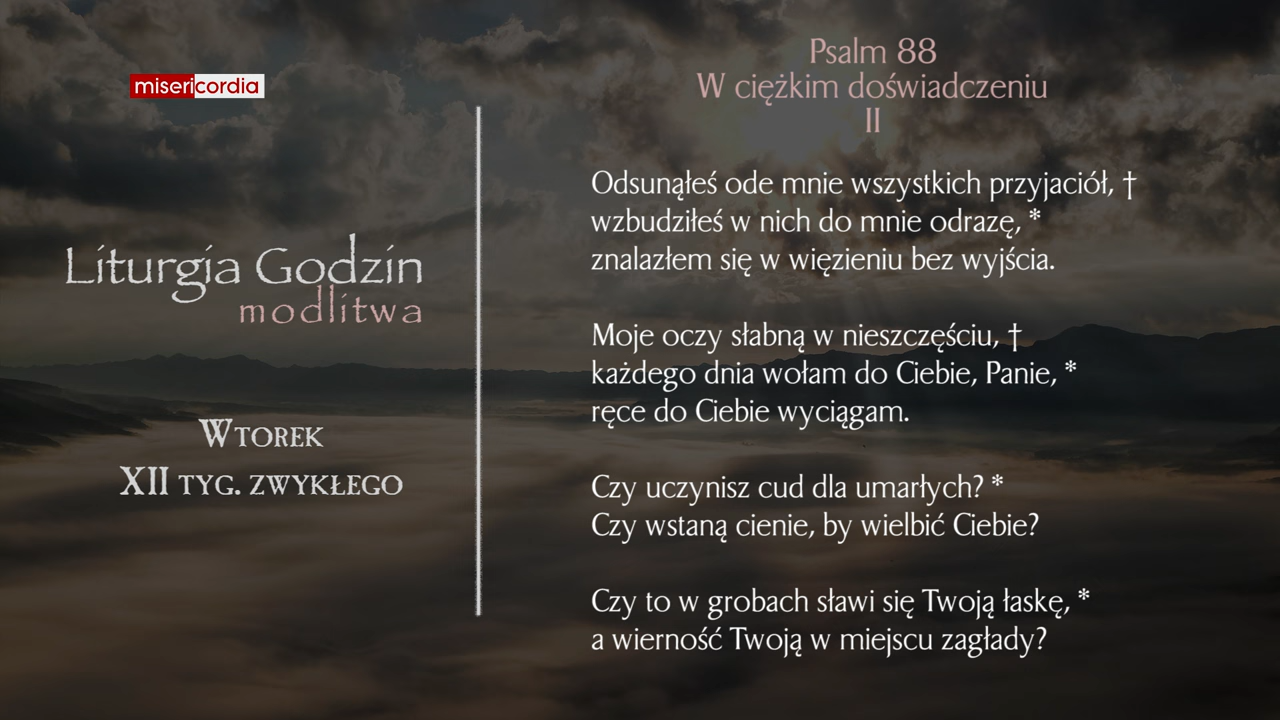 misericordia
Liturgia Godzin
modlitwa
Wtorek
XII tyg. zwykłego
Psalm 88
W ciężkim doświadczeniu
II
Odsunąłeś ode mnie wszystkich przyjaciół, †
wzbudziłeś w nich do mnie odrazę, *
znalazłem się w więzieniu bez wyjścia.
Moje oczy słabną w nieszczęściu, †
każdego dnia wołam do Ciebie, Panie, *
ręce do Ciebie wyciągam.
Czy uczynisz cud dla umarłych? *
Czy wstaną cienie, by wielbić Ciebie?
Czy to w grobach sławi się Twoją łaskę, *
a wierność Twoją w miejscu zagłady?